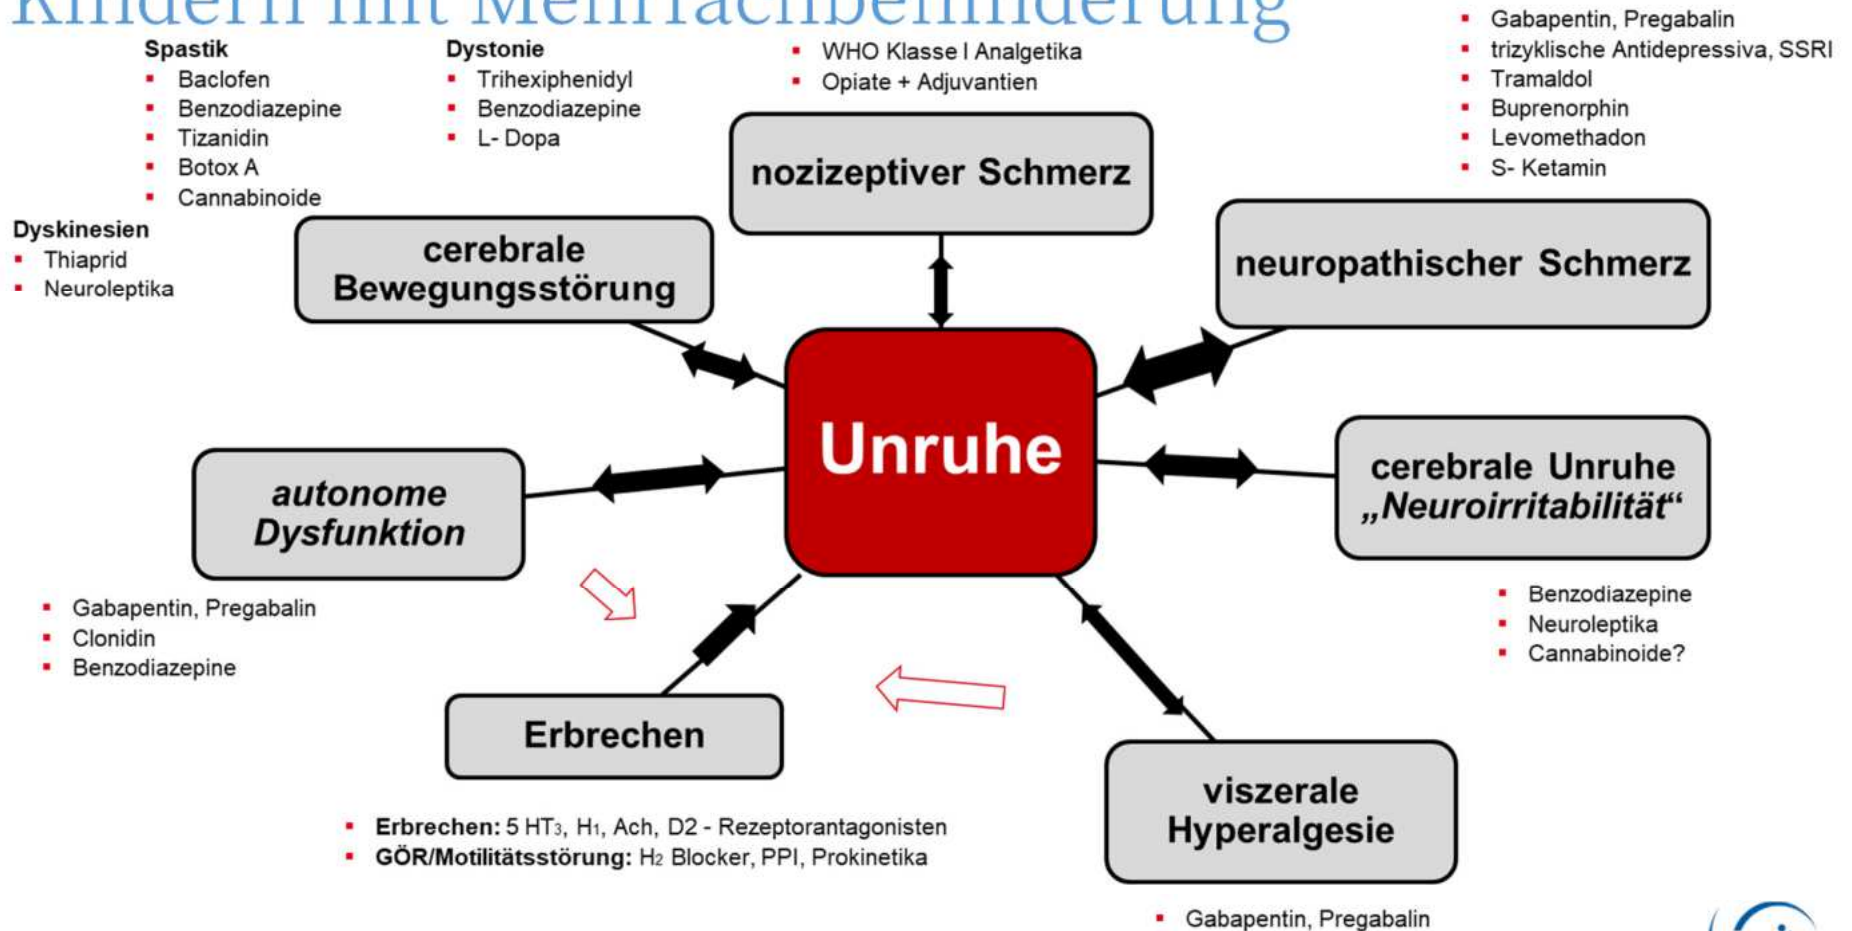 Kindern mit Mehrfachbehinderung
Spastik
Baclofen
Benzodiazepine
Tizanidin
Botox A
Cannabinoide
Dystonie
Trihexiphenidyl
Benzodiazepine
L- Dopa
WHO Klasse I Analgetika
Opiate + Adjuvantien
Gabapentin, Pregabalin
trizyklische Antidepressiva, SSRI
Tramaldol
Buprenorphin
Levomethadon
S- Ketamin
Dyskinesien
Thiaprid
Neuroleptika
cerebrale
Bewegungsstörung
nozizeptiver Schmerz
neuropathischer Schmerz
Unruhe
autonome
Dysfunktion
cerebrale Unruhe
„Neuroirritabilität“
Gabapentin, Pregabalin
Clonidin
Benzodiazepine
Benzodiazepine
Neuroleptika
Cannabinoide?
Erbrechen
viszerale
Hyperalgesie
Erbrechen: 5 HT₃, H₁, Ach, D2 - Rezeptorantagonisten
GÖR/Motilitätsstörung: H₂ Blocker, PPI, Prokinetika
Gabapentin, Pregabalin